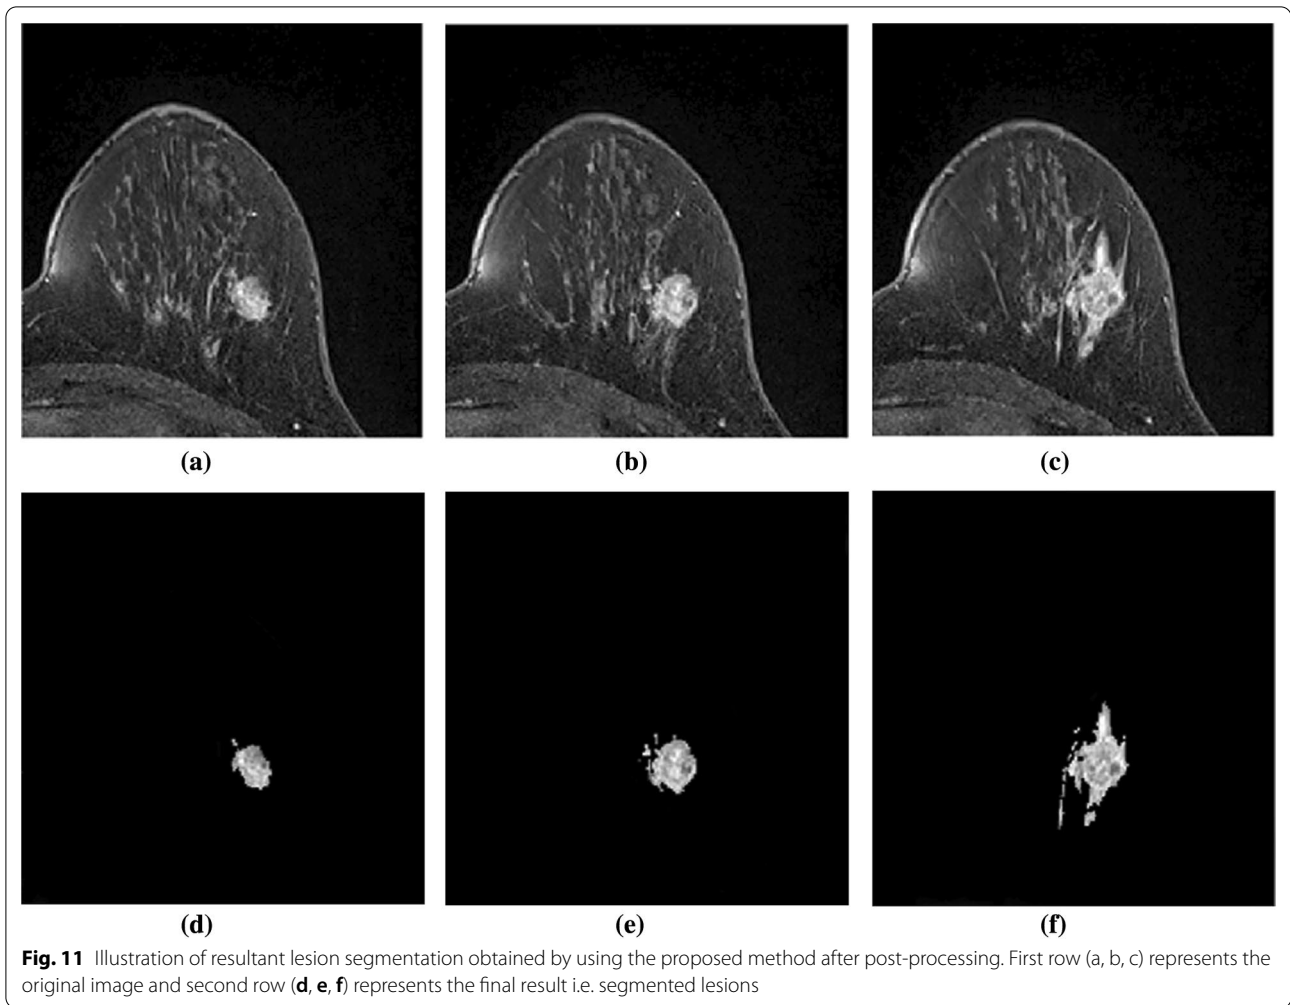 (a)
(b)
(c)
(d)
(e)
(f)
Fig. 11 Illustration of resultant lesion segmentation obtained by using the proposed method after post-processing. First row (a, b, c) represents the
original image and second row (d, e, f) represents the final result i.e. segmented lesions